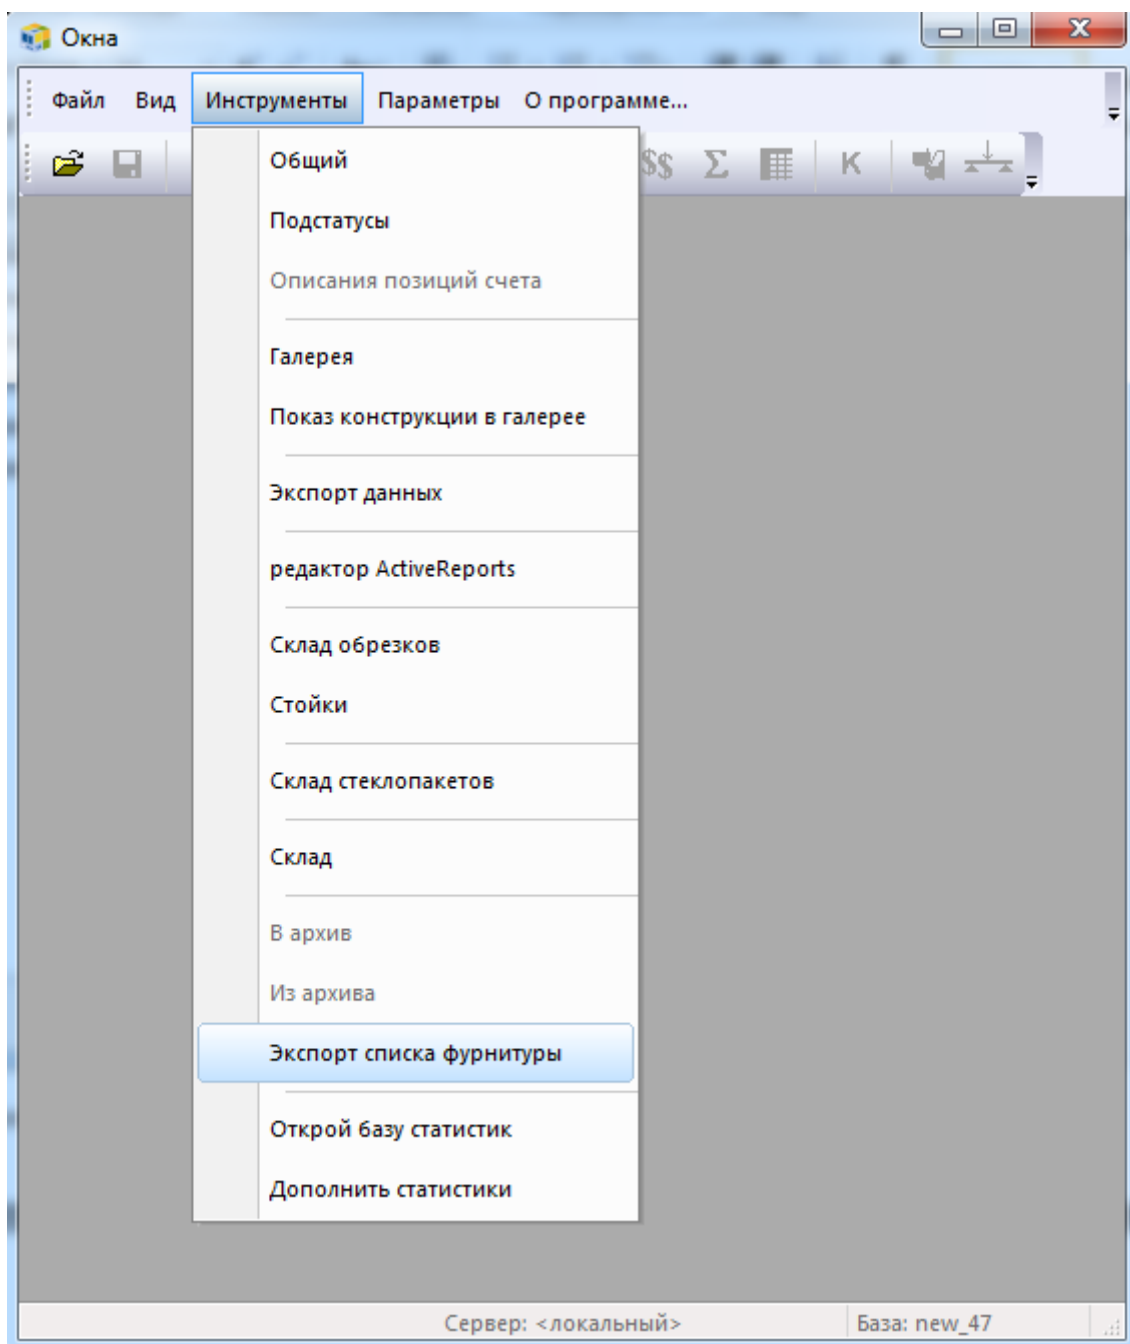 Окна
Файл Вид Инструменты Параметры О программе...
$$ Σ К
Общий
Подстатусы
Описания позиций счета
Галерея
Показ конструкции в галерее
Экспорт данных
редактор ActiveReports
Склад обрезков
Стойки
Склад стеклопакетов
Склад
В архив
Из архива
Экспорт списка фурнитуры
Открой базу статистик
Дополнить статистики
Сервер: <локальный> База: new_47